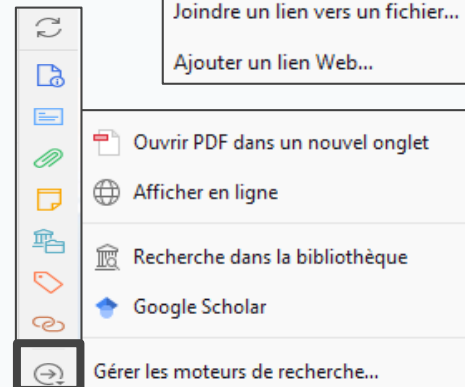 Joindre un lien vers un fichier...
Ajouter un lien Web...
Ouvrir PDF dans un nouvel onglet
Afficher en ligne
Recherche dans la bibliothèque
Google Scholar
Gérer les moteurs de recherche...